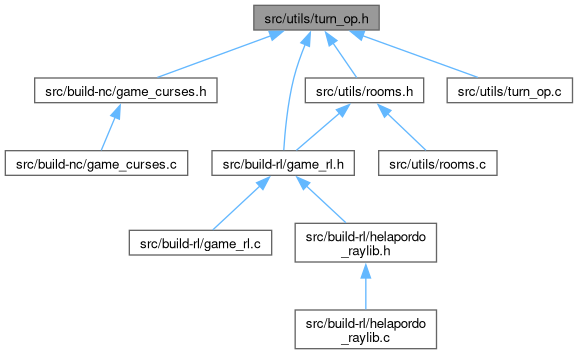 src/utils/turn_op.h
src/build-nc/game_curses.h
src/utils/rooms.h
src/utils/turn_op.c
src/build-nc/game_curses.c
src/build-rl/game_rl.h
src/utils/rooms.c
src/build-rl/game_rl.c
src/build-rl/helapordo
_raylib.h
src/build-rl/helapordo
_raylib.c